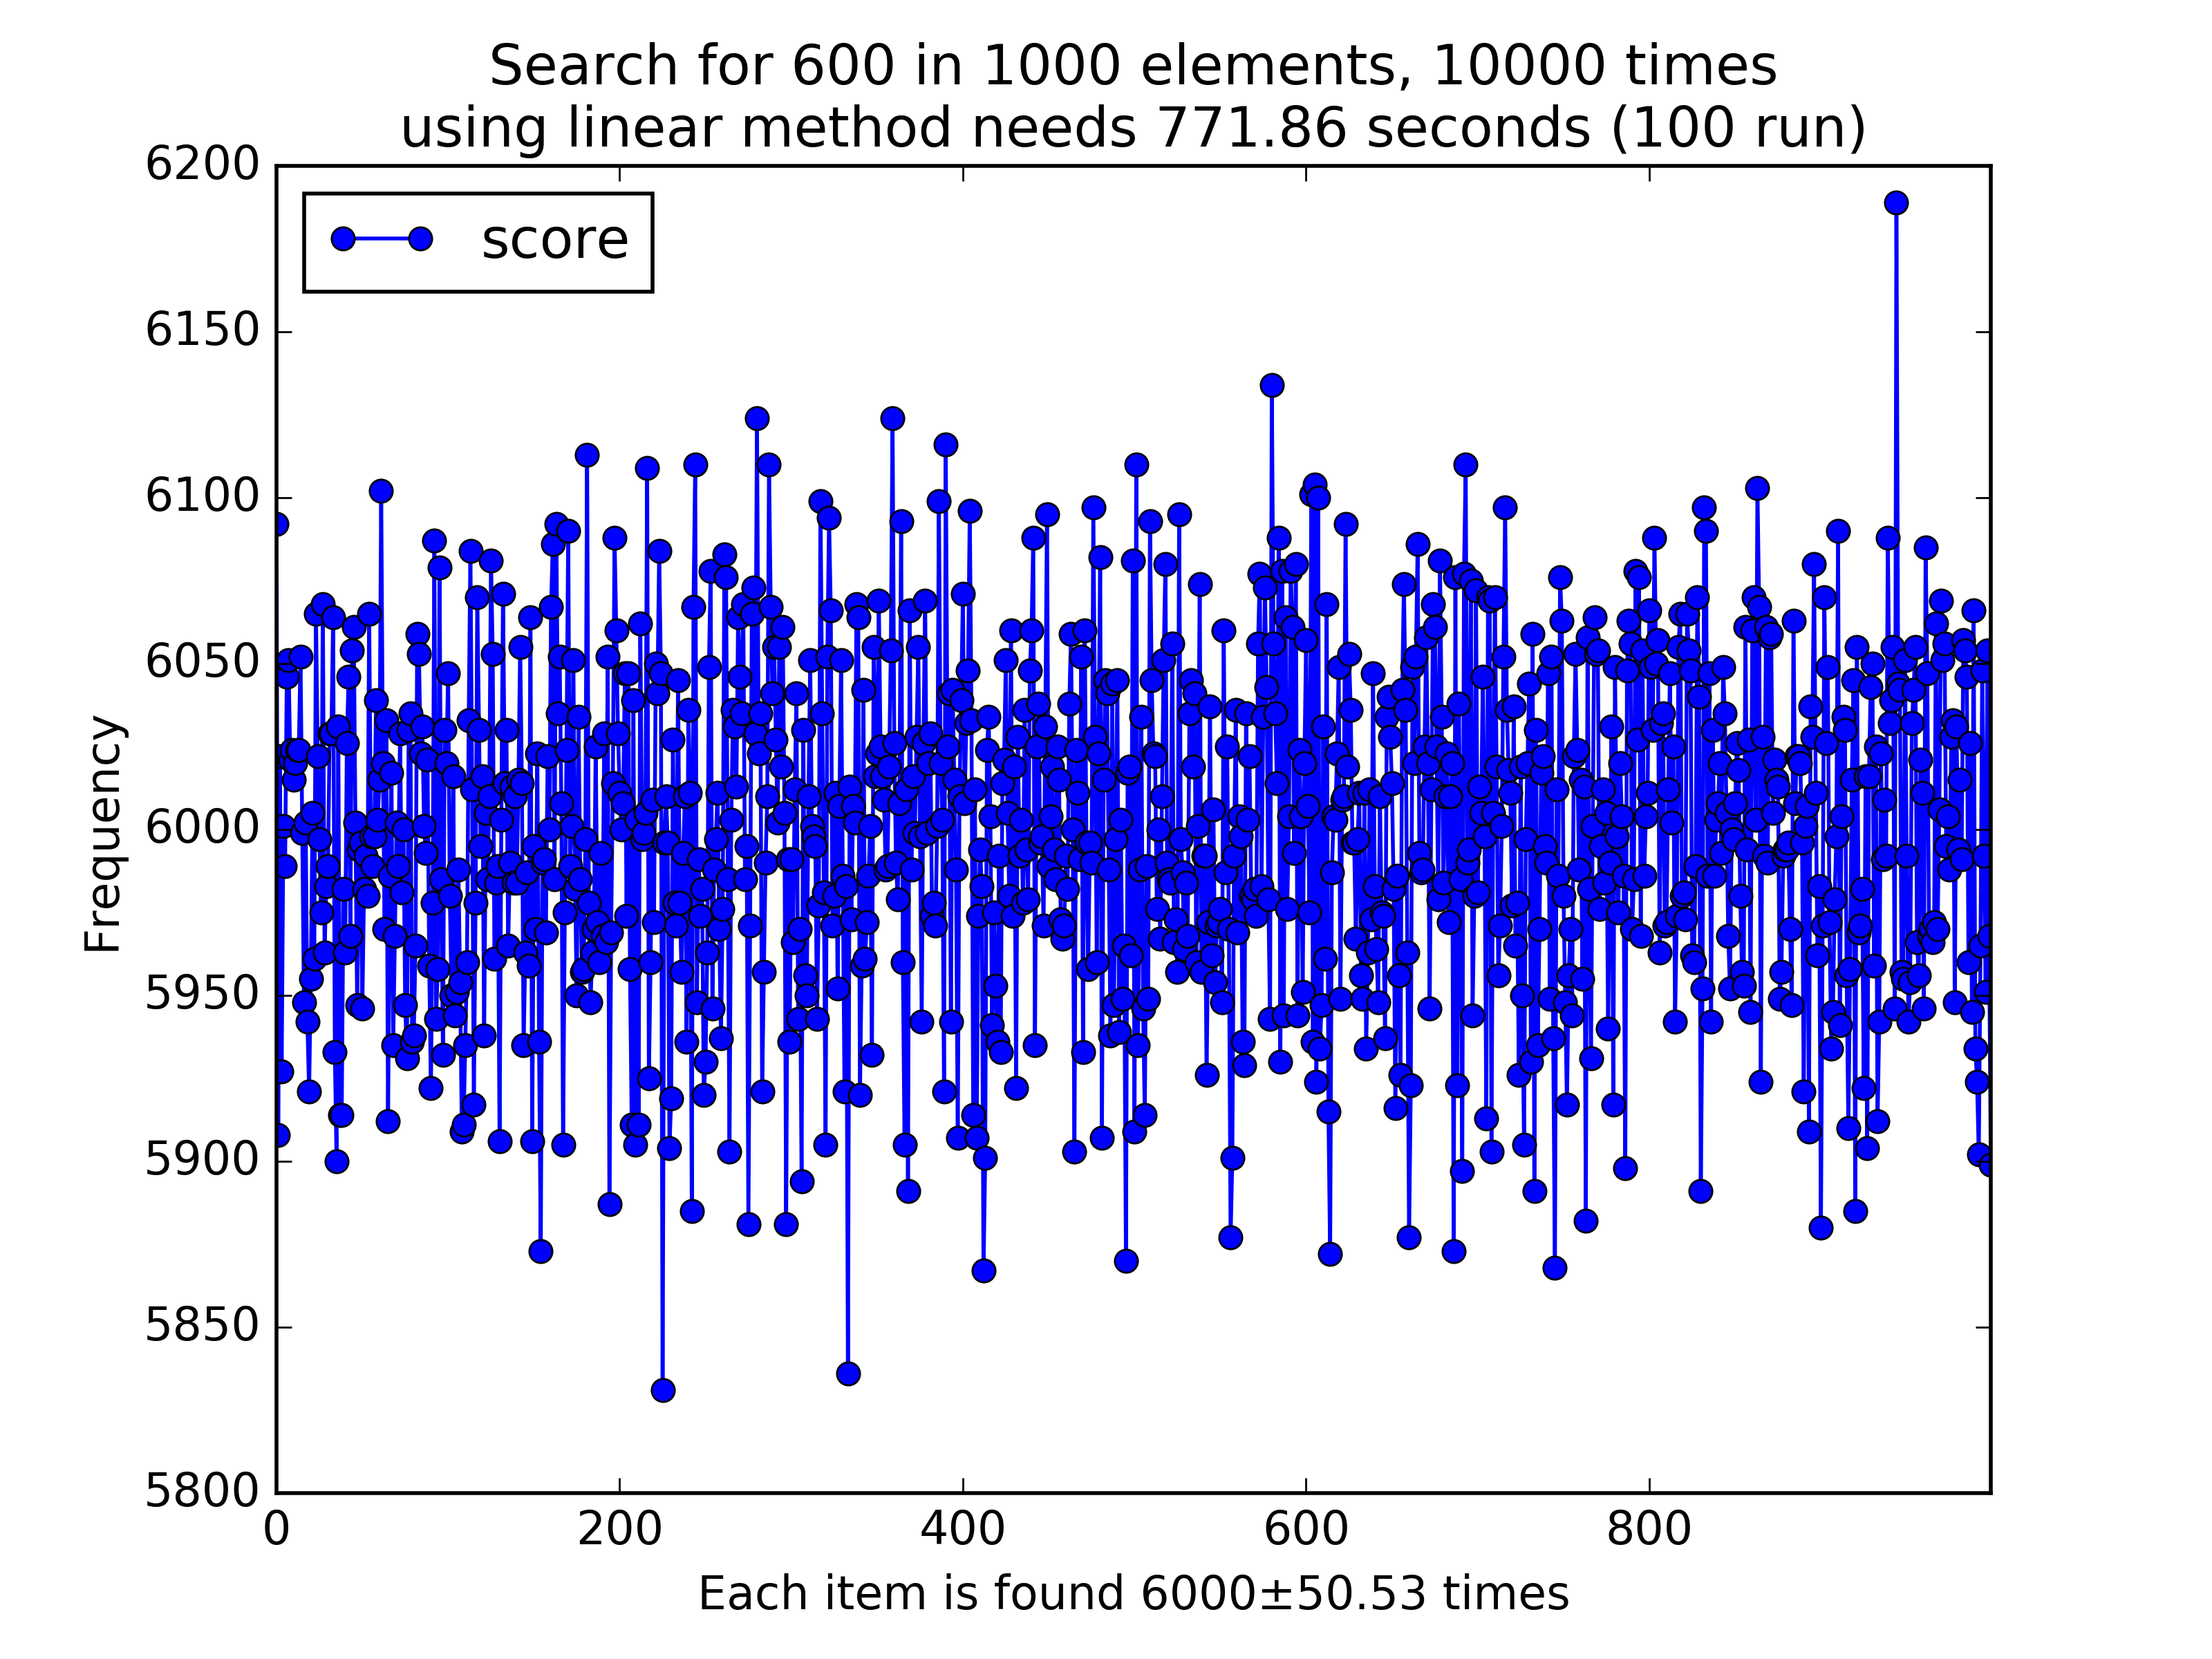 Search for 600 in 1000 elements, 10000 times
using linear method needs 771.86 seconds (100 run)
6200
score
6150
6100
6050
6000
5950
5900
5850
5800
Frequency
0 200 400 600 800
Each item is found 6000±50.53 times